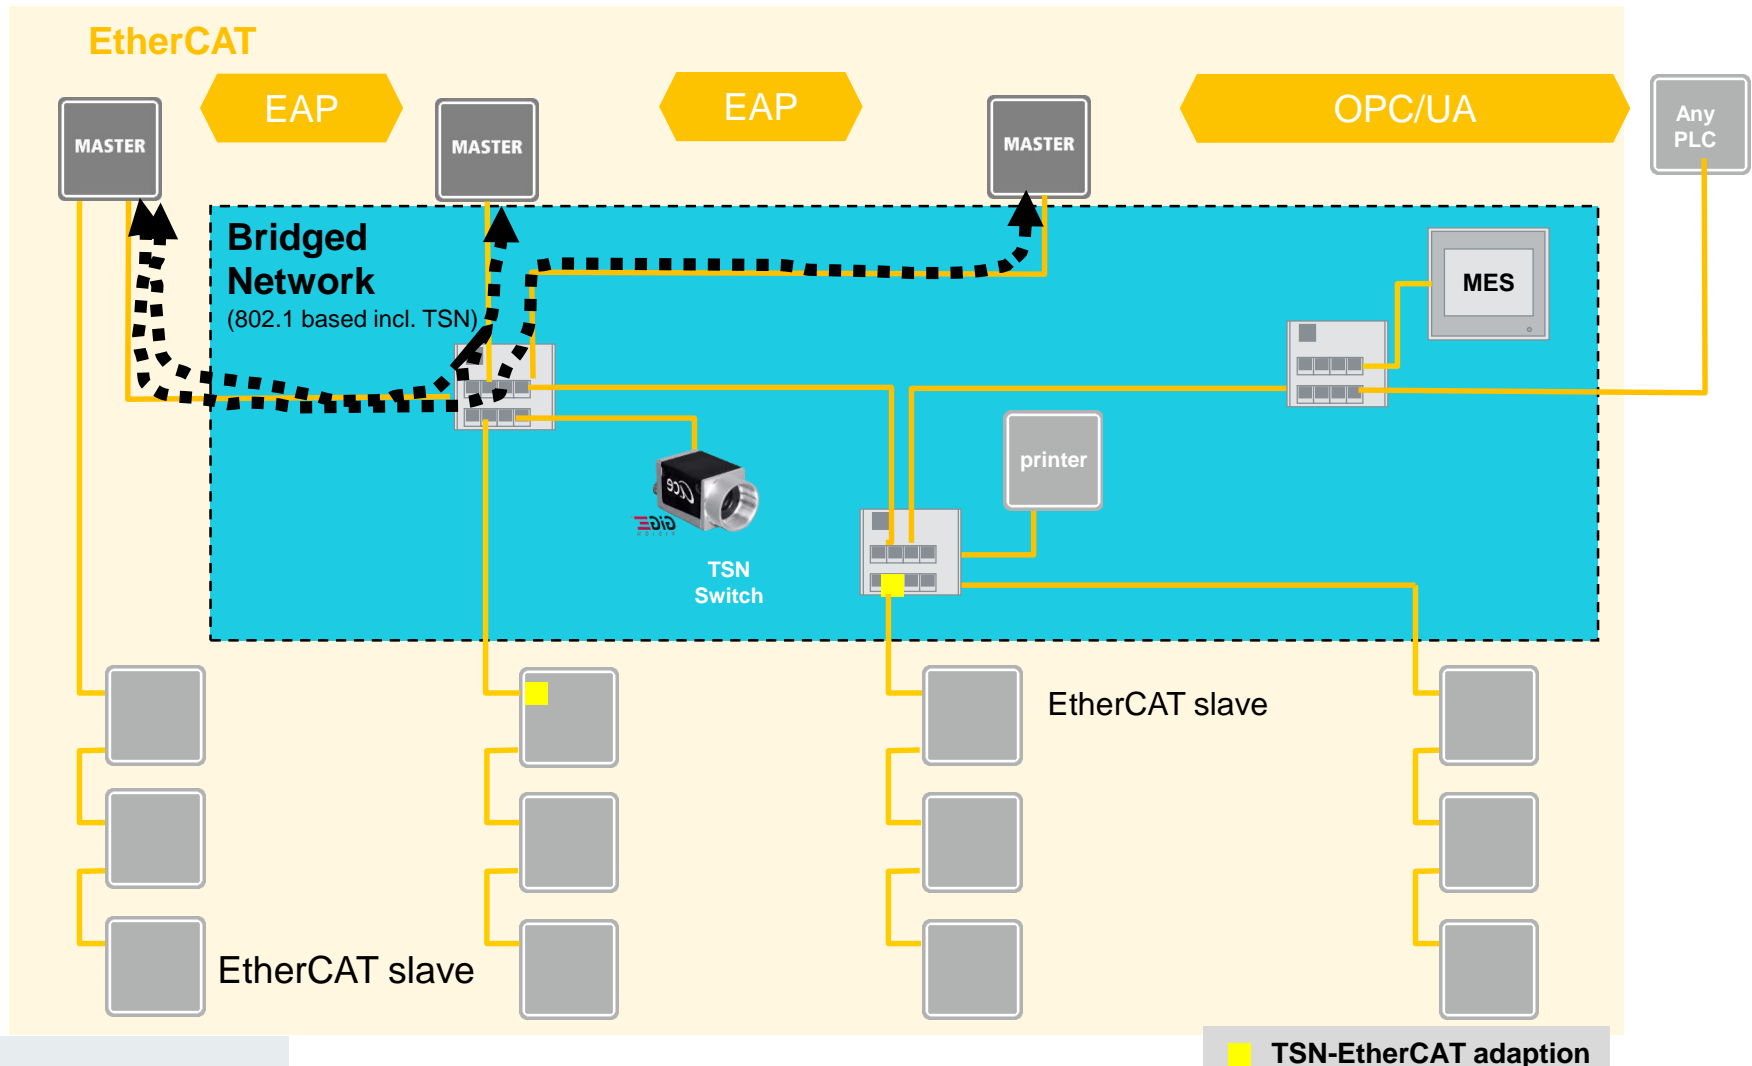 EtherCAT
EAP
EAP
OPC/UA
MASTER
MASTER
MASTER
Any
PLC
Bridged
Network
(802.1 based incl. TSN)
MES
printer
TSN
Switch
EtherCAT slave
EtherCAT slave
TSN-EtherCAT adaption